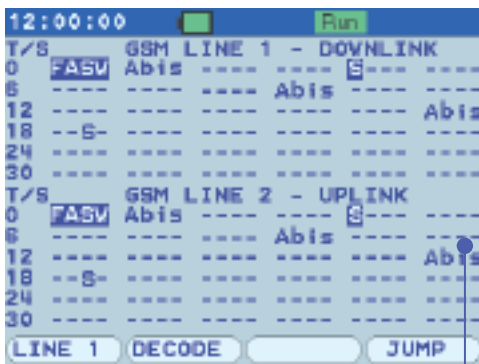 12:00:00 Run
T/S GSM LINE 1 - DOWNLINK
0 FASW Abis ---- ---- S--- ----
6 ---- ---- ---- Abis ---- ----
12 ---- ---- ---- ---- ---- Abis
18 --S- ---- ---- ---- ---- ----
24 ---- ---- ---- ---- ---- ----
30 ---- ---- ---- ---- ---- ----
T/S GSM LINE 2 - UPLINK
0 FASW Abis ---- ---- S--- ----
6 ---- ---- ---- Abis ---- ----
12 ---- ---- ---- ---- ---- Abis
18 --S- ---- ---- ---- ---- ----
24 ---- ---- ---- ---- ---- ----
30 ---- ---- ---- ---- ---- ----
LINE 1 DECODE JUMP